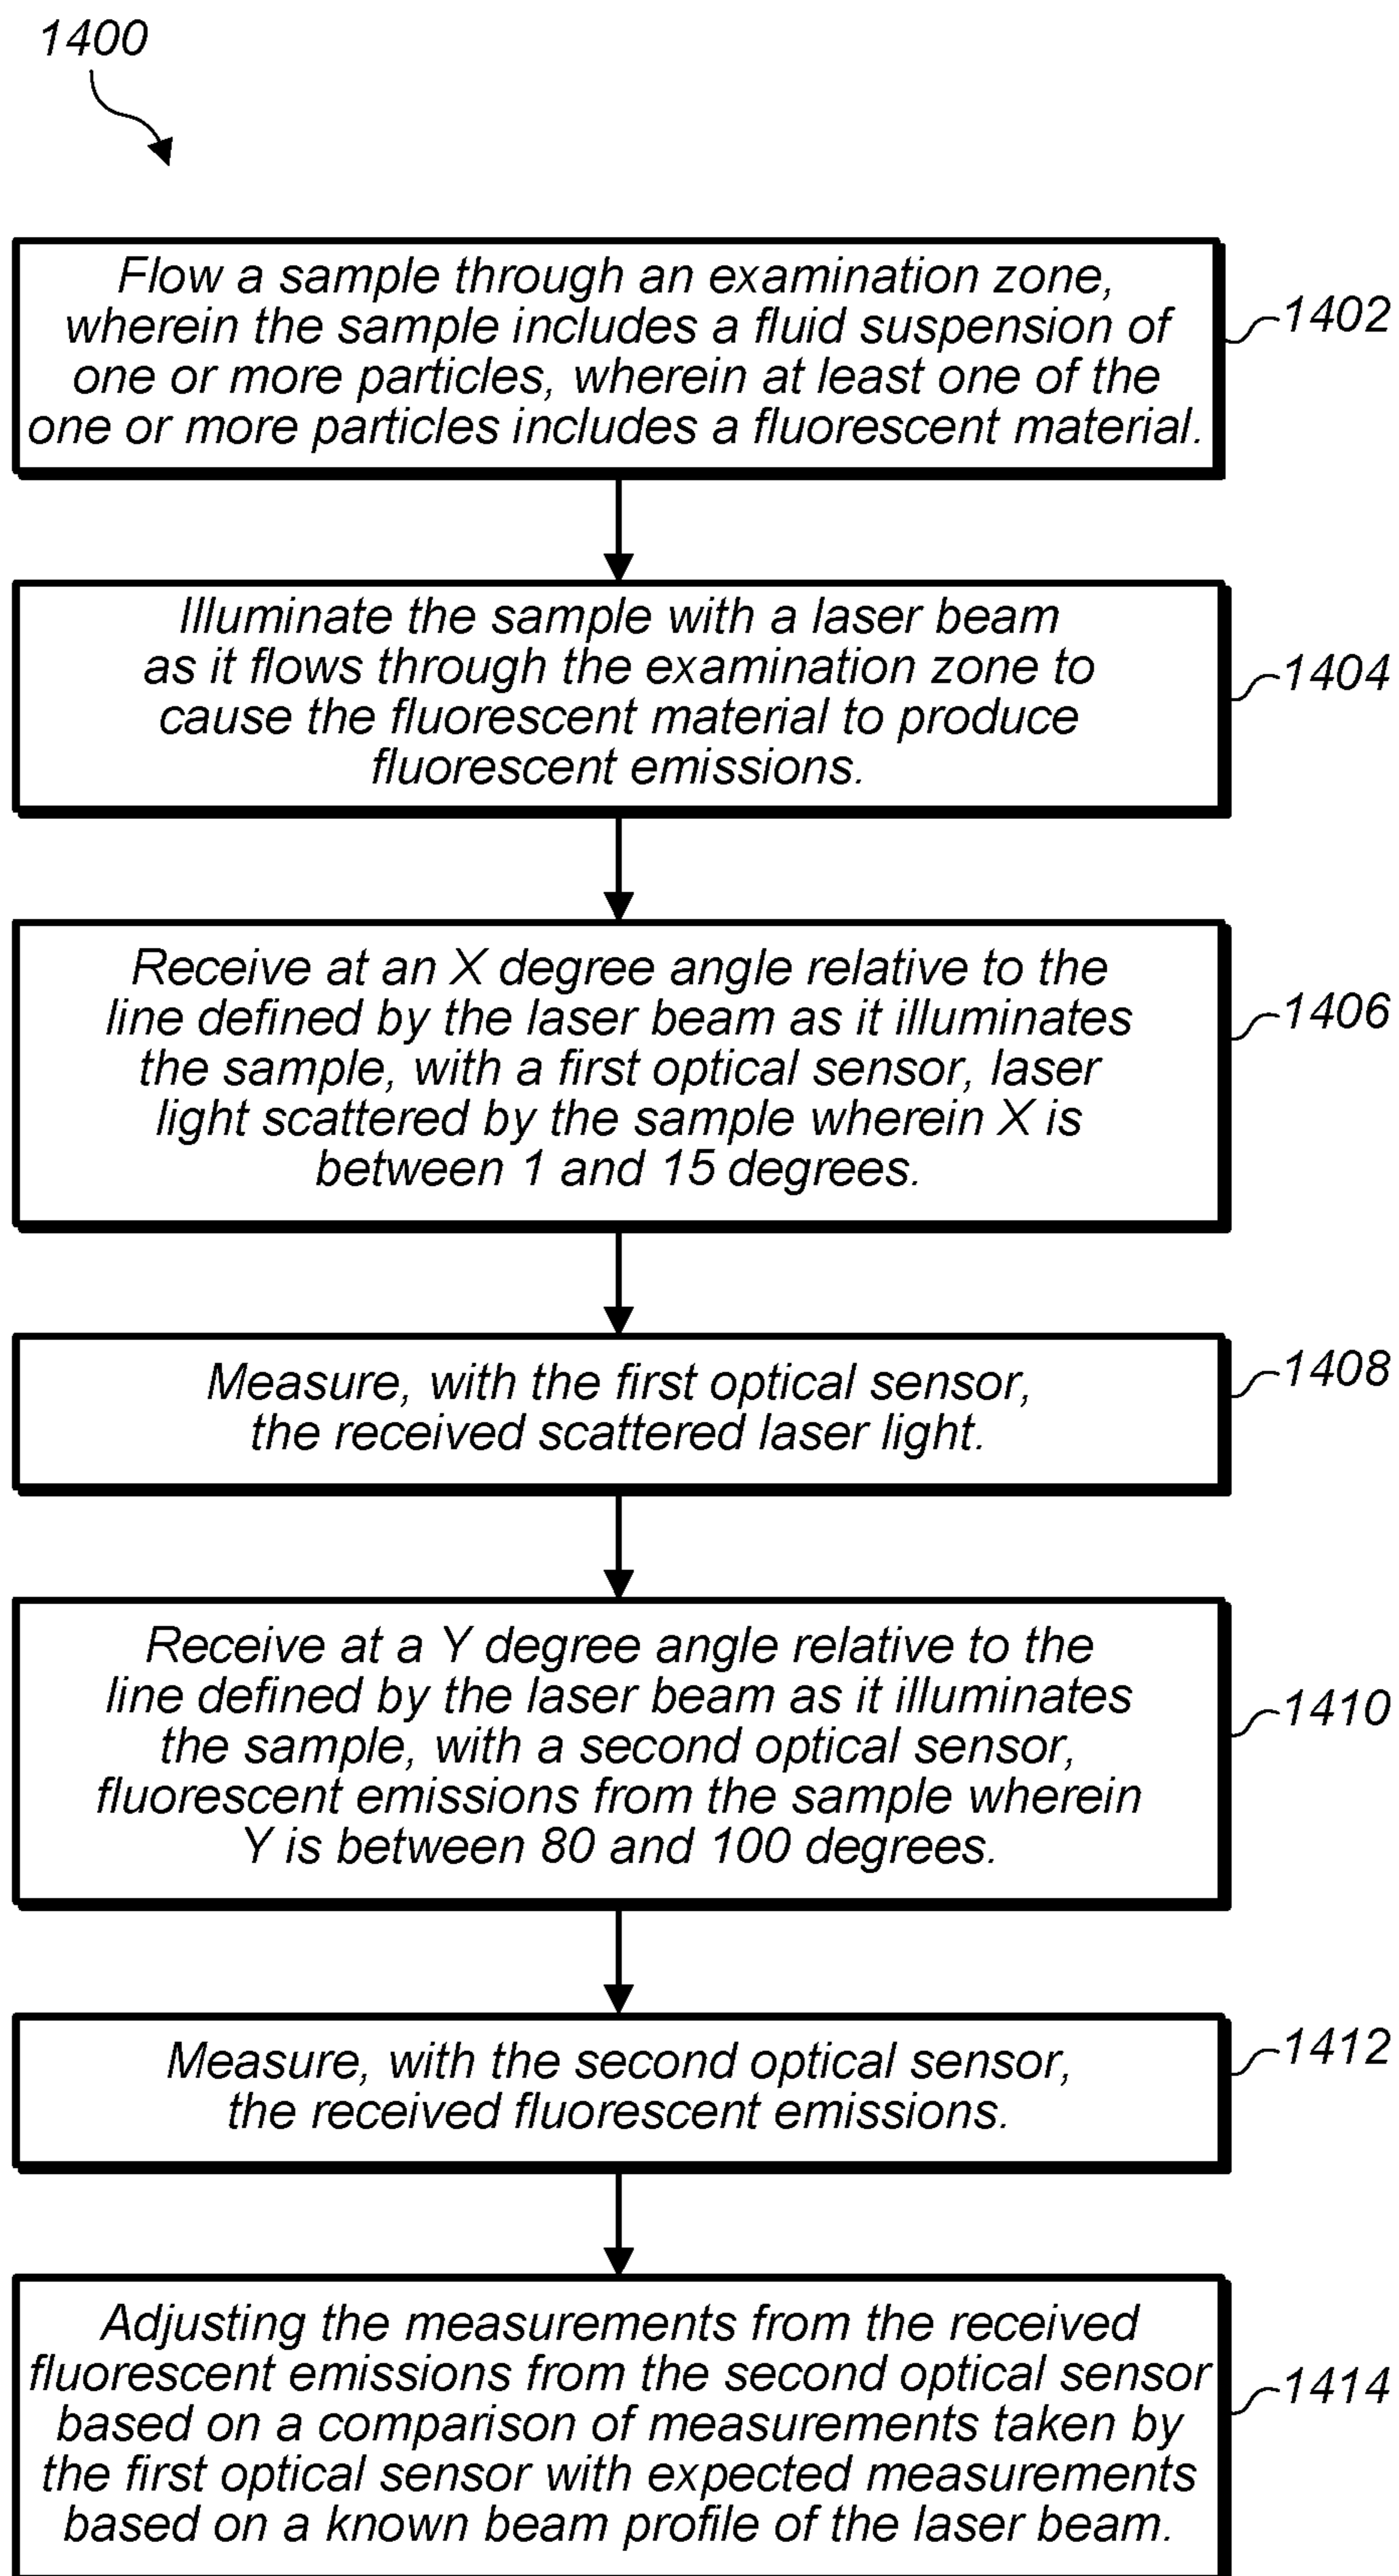 1400
Flow a sample through an examination zone,
wherein the sample includes a fluid suspension of
one or more particles, wherein at least one of the
one or more particles includes a fluorescent material.
1402
Illuminate the sample with a laser beam
as it flows through the examination zone to
cause the fluorescent material to produce
fluorescent emissions.
1404
Receive at an X degree angle relative to the
line defined by the laser beam as it illuminates
the sample, with a first optical sensor, laser
light scattered by the sample wherein X is
between 1 and 15 degrees.
1406
Measure, with the first optical sensor,
the received scattered laser light.
1408
Receive at a Y degree angle relative to the
line defined by the laser beam as it illuminates
the sample, with a second optical sensor,
fluorescent emissions from the sample wherein
Y is between 80 and 100 degrees.
1410
Measure, with the second optical sensor,
the received fluorescent emissions.
1412
Adjusting the measurements from the received
fluorescent emissions from the second optical sensor
based on a comparison of measurements taken by
the first optical sensor with expected measurements
based on a known beam profile of the laser beam.
1414